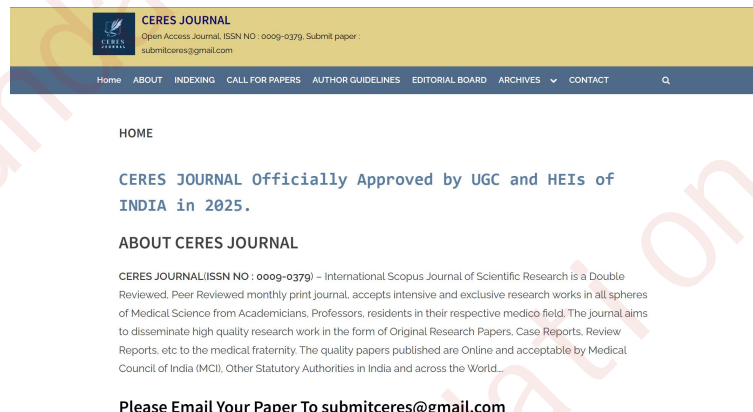 CERES JOURNAL
Open Access Journal, ISSN NO : 0009-0379, Submit paper :
submitceres@gmail.com
CERES
JOURNAL
Home ABOUT INDEXING CALL FOR PAPERS AUTHOR GUIDELINES EDITORIAL BOARD ARCHIVES CONTACT
HOME
CERES JOURNAL Officially Approved by UGC and HEIs of
INDIA in 2025.
ABOUT CERES JOURNAL
CERES JOURNAL(ISSN NO : 0009-0379) – International Scopus Journal of Scientific Research is a Double
Reviewed, Peer Reviewed monthly print journal, accepts intensive and exclusive research works in all spheres
of Medical Science from Academicians, Professors, residents in their respective medico field. The journal aims
to disseminate high quality research work in the form of Original Research Papers, Case Reports, Review
Reports, etc to the medical fraternity. The quality papers published are Online and acceptable by Medical
Council of India (MCI), Other Statutory Authorities in India and across the World...
Please Email Your Paper To submitceres@gmail.com